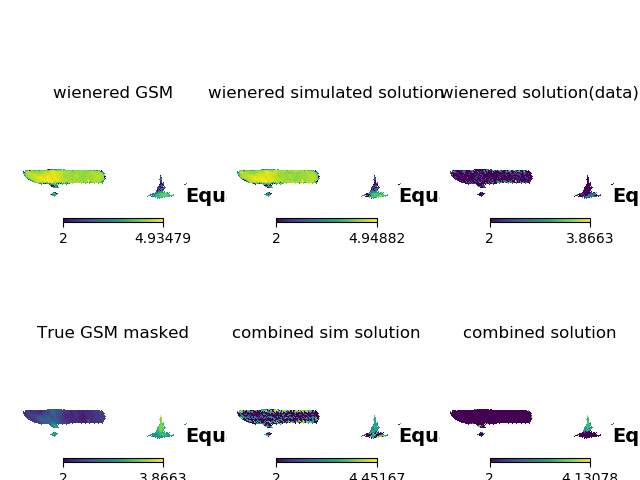 wienered GSM wienered simulated solution wienered solution(data)
Equ Equ Eq
2 4.93479 2 4.94882 2 3.8663
True GSM masked combined sim solution combined solution
Equ Equ Eq
2 3.8663 2 4.45167 2 4.13078